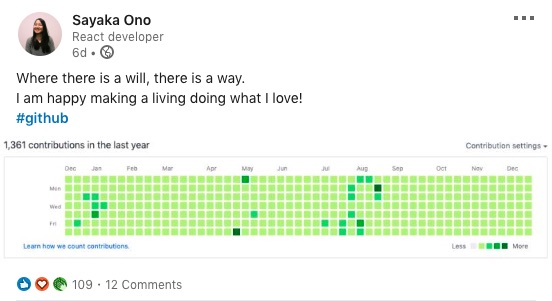 Sayaka Ono
React developer
6d •
Where there is a will, there is a way.
I am happy making a living doing what I love!
#github
1,361 contributions in the last year
Contribution settings
Dec Jan Feb Mar Apr May Jun Jul Aug Sep Oct Nov Dec
Mon
Wed
Fri
Learn how we count contributions.
Less More
109 · 12 Comments